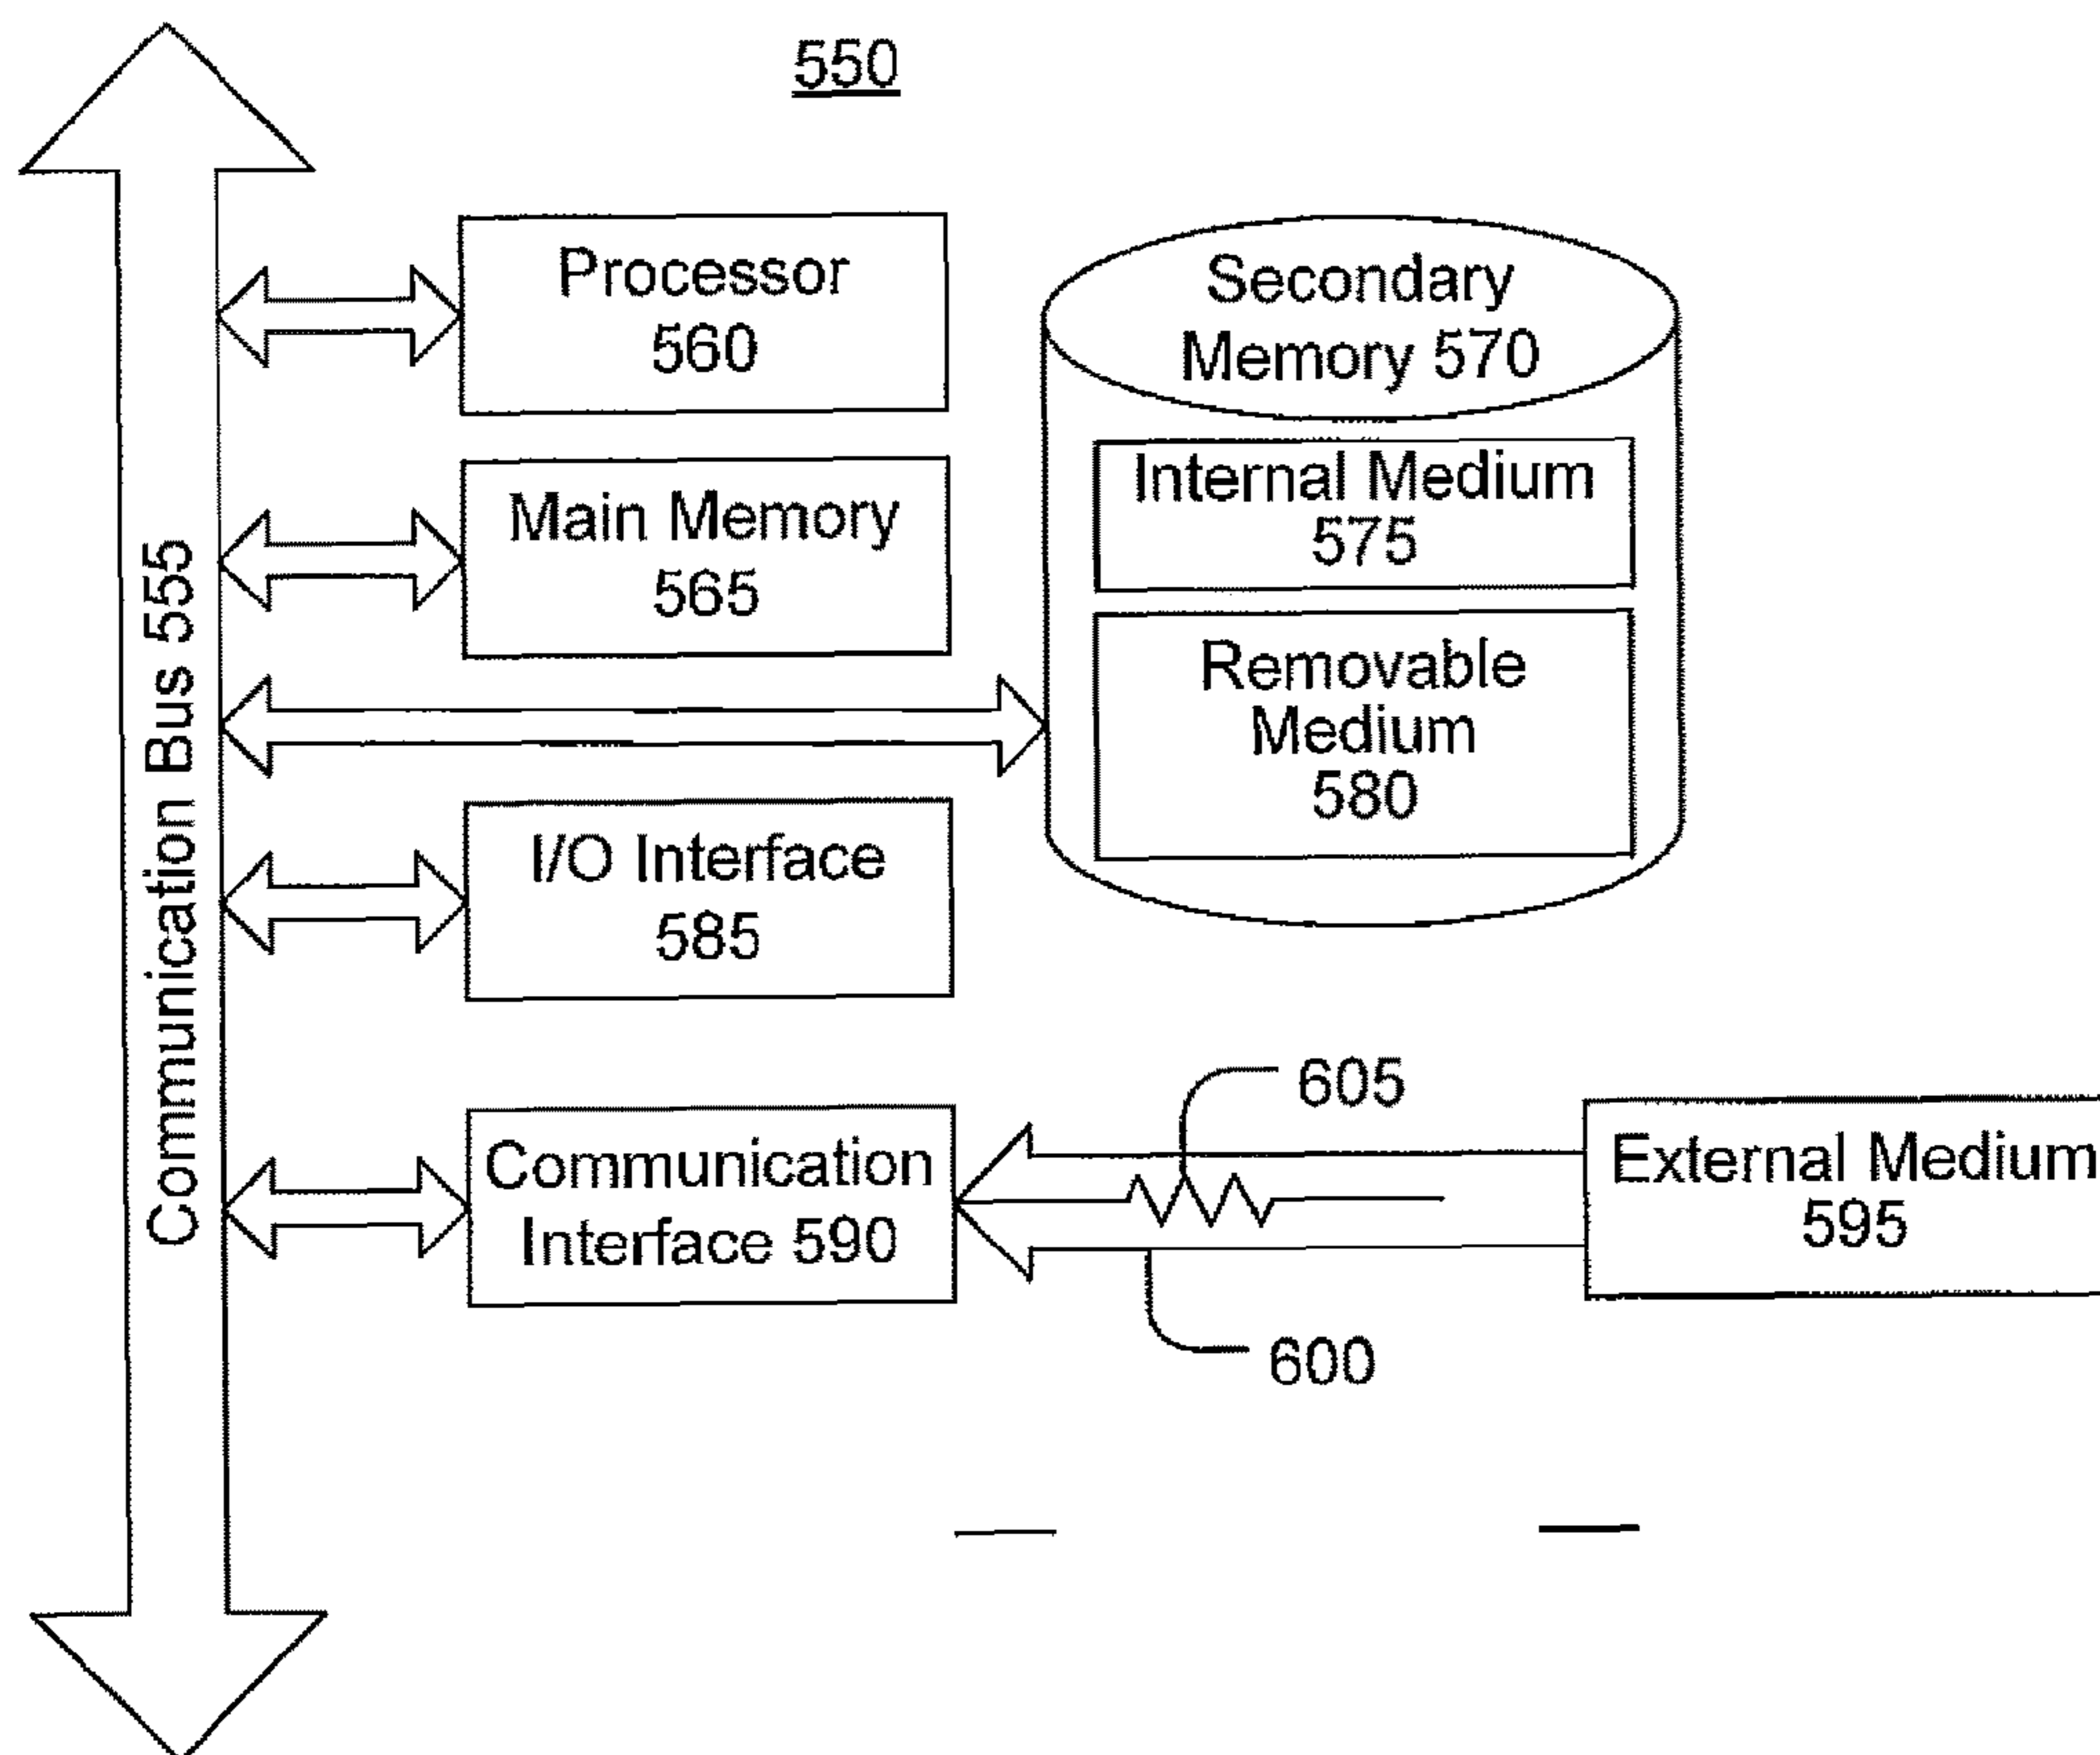 550
Communication Bus 555
Processor
560
Main Memory
565
Secondary
Memory 570
Internal Medium
575
Removable
Medium
580
I/O Interface
585
Communication
Interface 590
605
600
External Medium
595